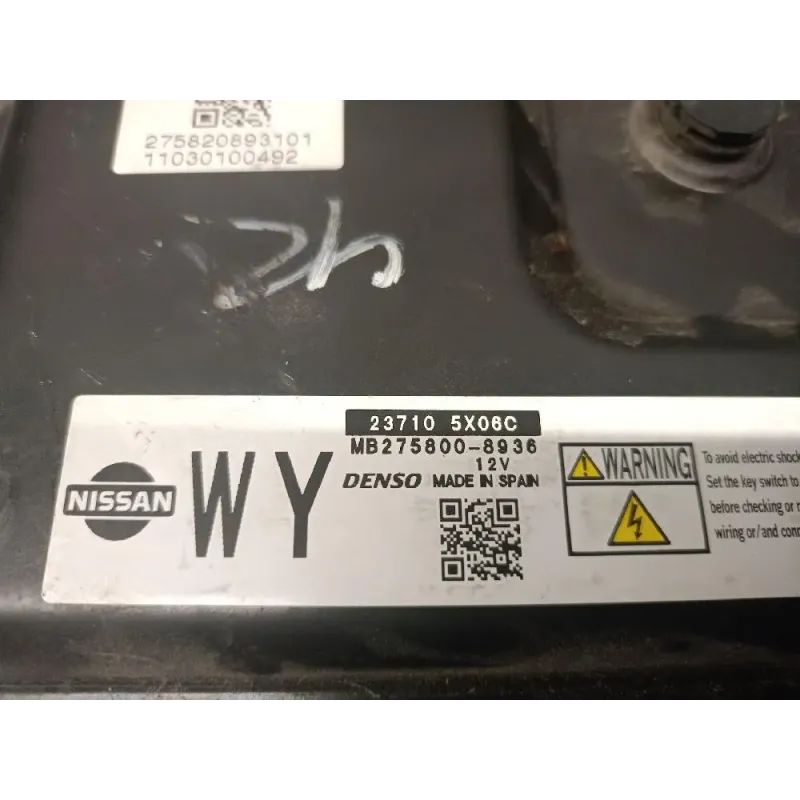 275820893101
11030100492
23710 5X06C
MB275800-8936
12V
DENSO MADE IN SPAIN
NISSAN
WY
WARNING
To avoid electric shock
Set the key switch to
before checking or
wiring or/and conn